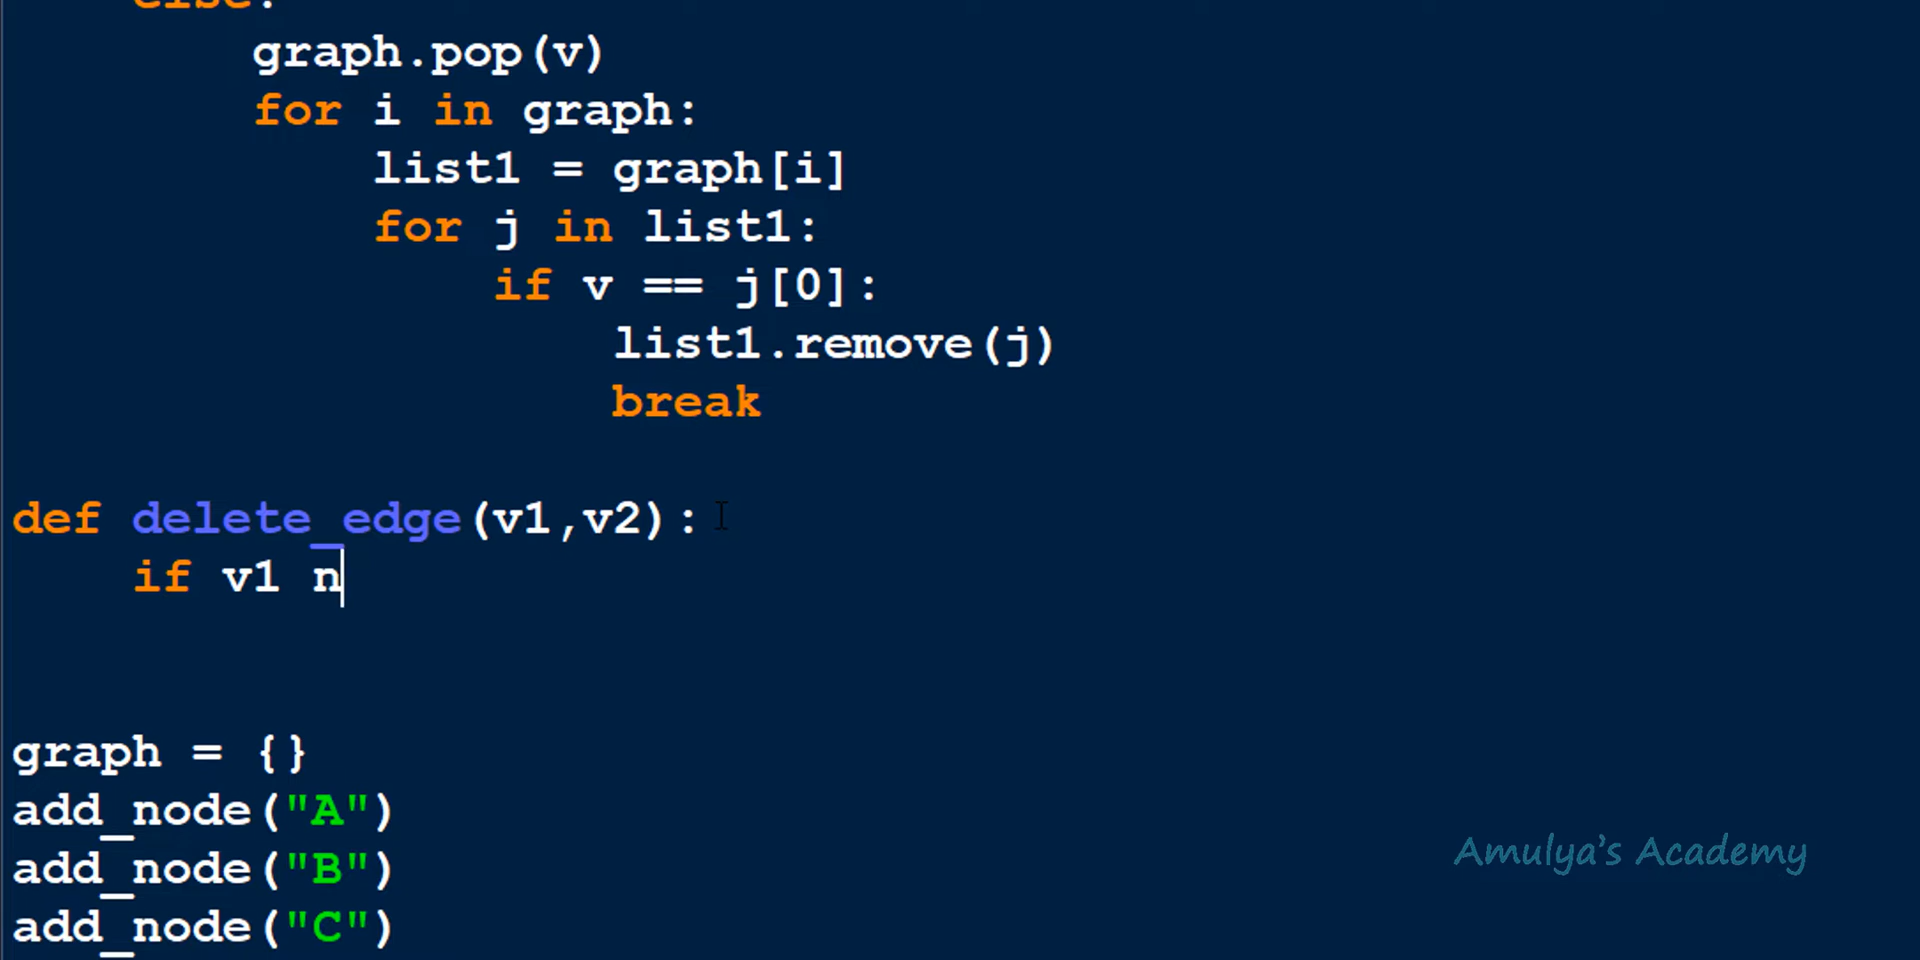 else:
graph.pop(v)
for i in graph:
list1 = graph[i]
for j in list1:
if v == j[0]:
list1.remove(j)
break
def delete_edge(v1,v2):
if v1 n
graph = {}
add_node("A")
add_node("B")
add_node("C")
Amulya's Academy